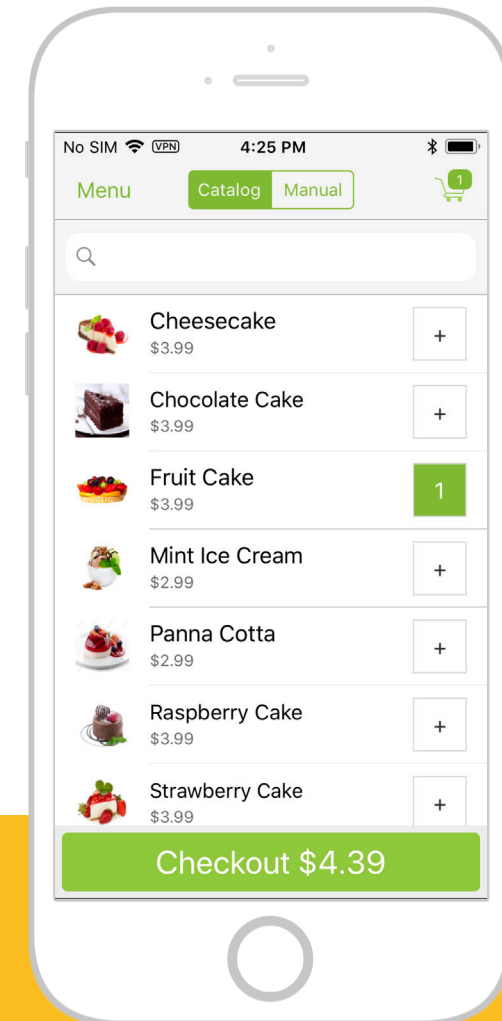 No SIM VPN 4:25 PM
Menu Catalog Manual 1
Cheesecake
$3.99
+
Chocolate Cake
$3.99
+
Fruit Cake
$3.99
1
Mint Ice Cream
$2.99
+
Panna Cotta
$2.99
+
Raspberry Cake
$3.99
+
Strawberry Cake
$3.99
+
Checkout $4.39